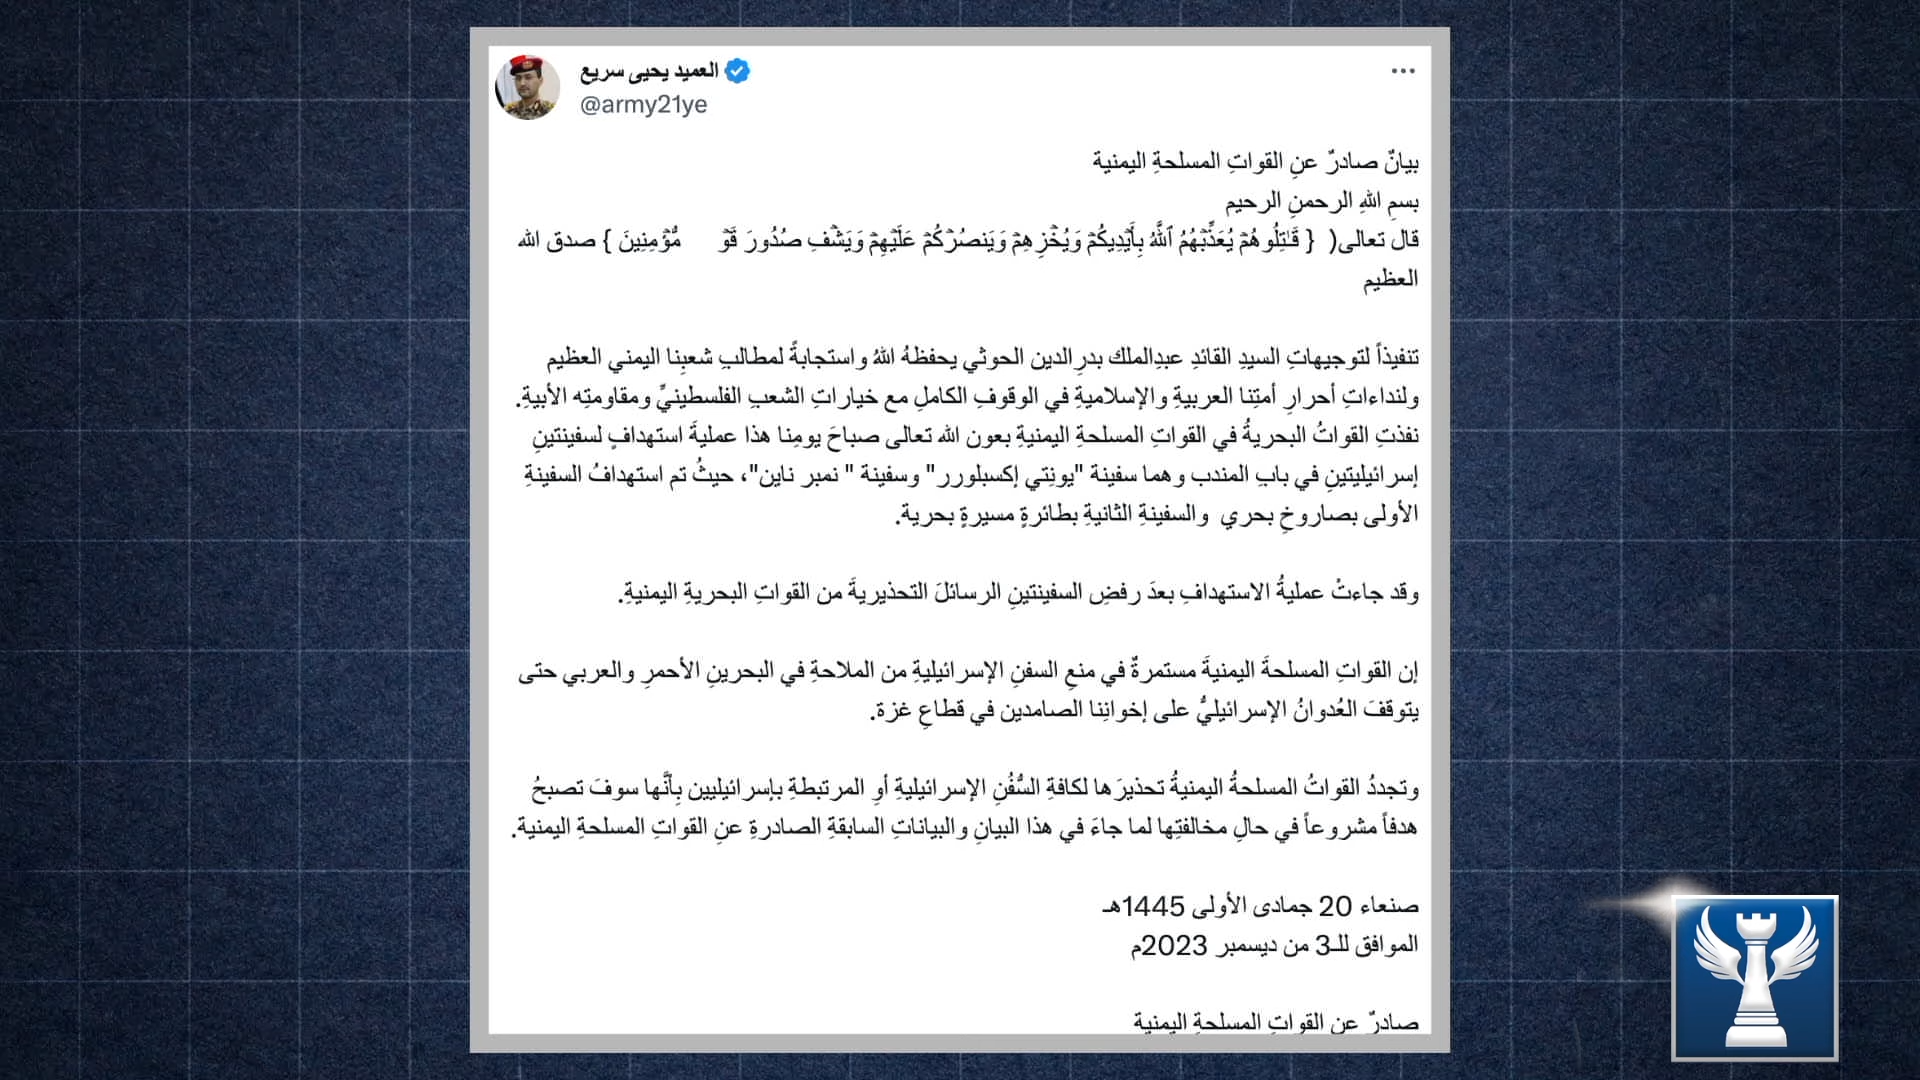 العميد يحيى سريع
@army21ye
بيانٌ صادرٌ عنِ القواتِ المسلحةِ اليمنية
بسمِ اللهِ الرحمنِ الرحيم
قال تعالى( { قَـٰتِلُوهُمۡ يُعَذِّبۡهُمُ ٱللَّهُ بِأَيۡدِيكُمۡ وَيُخۡزِهِمۡ وَيَنصُرۡكُمۡ عَلَيۡهِمۡ وَيَشۡفِ صُدُورَ قَوۡ مُّؤۡمِنِينَ } صدق الله
العظيم
تنفيذاً لتوجيهاتِ السيدِ القائدِ عبدِالملك بدرِالدين الحوثي يحفظهُ اللهُ واستجابةً لمطالبِ شعبِنا اليمني العظيم
ولنداءاتِ أحرارِ أمتِنا العربيةِ والإسلاميةِ في الوقوفِ الكاملِ مع خياراتِ الشعبِ الفلسطينيِّ ومقاومتِه الأبيةِ.
نفذتِ القواتُ البحريةُ في القواتِ المسلحةِ اليمنيةِ بعون الله تعالى صباحَ يومِنا هذا عمليةَ استهدافٍ لسفينتينِ
إسرائيليتينِ في بابِ المندب وهما سفينة "يونِتي إكسبلورر" وسفينة " نمبر ناين"، حيثُ تم استهدافُ السفينةِ
الأولى بصاروخِ بحري والسفينةِ الثانيةِ بطائرةٍ مسيرةٍ بحرية.
وقد جاءتْ عمليةُ الاستهدافِ بعدَ رفضِ السفينتينِ الرسائلَ التحذيريةَ من القواتِ البحريةِ اليمنيةِ.
إن القواتِ المسلحةَ اليمنيةَ مستمرةٌ في منعِ السفنِ الإسرائيليةِ من الملاحةِ في البحرينِ الأحمرِ والعربي حتى
يتوقفَ العُدوانُ الإسرائيليُّ على إخوانِنا الصامدين في قطاعِ غزة.
وتجددُ القواتُ المسلحةُ اليمنيةُ تحذيرَها لكافةِ السُّفُنِ الإسرائيليةِ أوِ المرتبطةِ بإسرائيليين بِأنَّها سوفَ تصبحُ
هدفاً مشروعاً في حالِ مخالفتِها لما جاءَ في هذا البيانِ والبياناتِ السابقةِ الصادرةِ عنِ القواتِ المسلحةِ اليمنية.
صنعاء 20 جمادى الأولى 1445هـ
الموافق للـ3 من ديسمبر 2023م
صادرٌ عنِ القواتِ المسلحةِ اليمنية